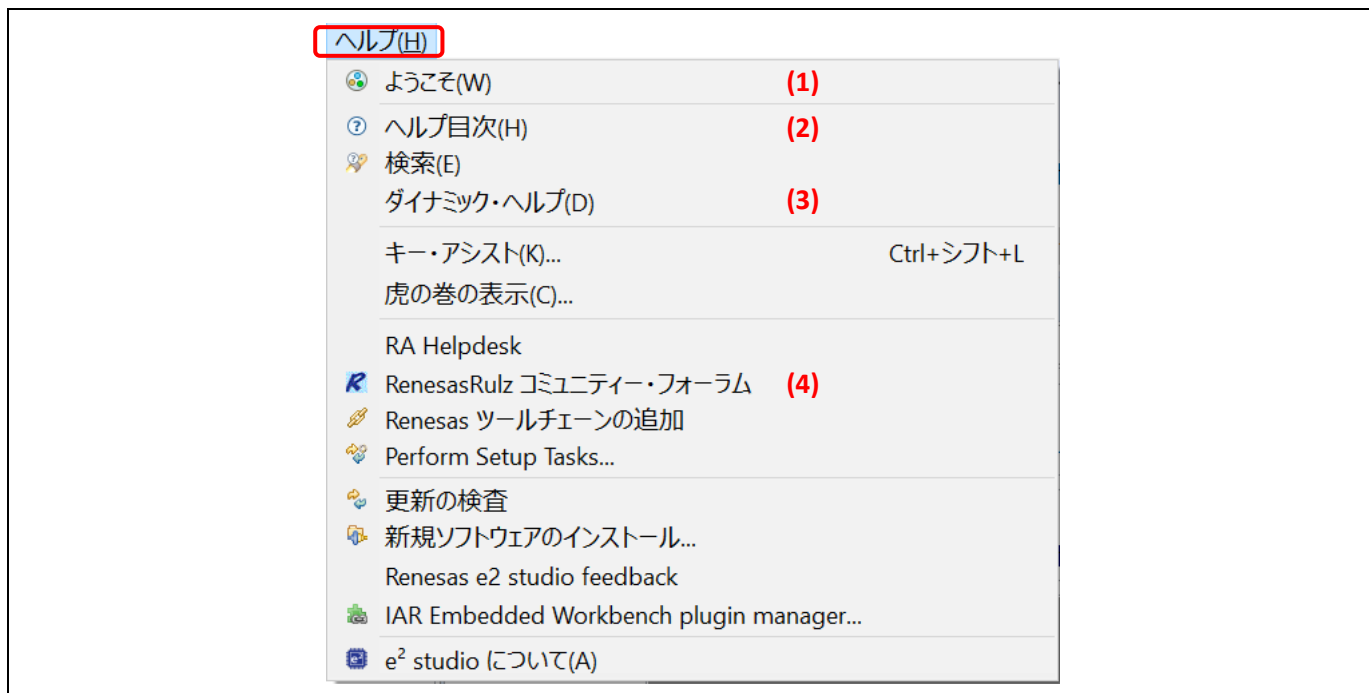 ヘルプ(H)
ようこそ(W) (1)
ヘルプ目次(H) (2)
検索(E)
ダイナミック・ヘルプ(D) (3)
キー・アシスト(K)... Ctrl+シフト+L
虎の巻の表示(C)...
RA Helpdesk
RenesasRulz コミュニティー・フォーラム (4)
Renesas ツールチェーンの追加
Perform Setup Tasks...
更新の検査
新規ソフトウェアのインストール...
Renesas e2 studio feedback
IAR Embedded Workbench plugin manager...
e² studio について(A)